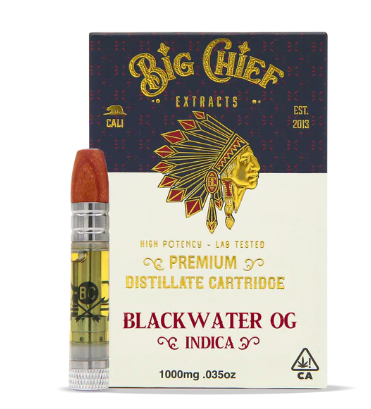 BIG CHIEF
EXTRACTS
CALI
EST.
2013
HIGH POTENCY - LAB TESTED
PREMIUM
DISTILLATE CARTRIDGE
BLACKWATER OG
INDICA
1000mg .035oz
CA
BC